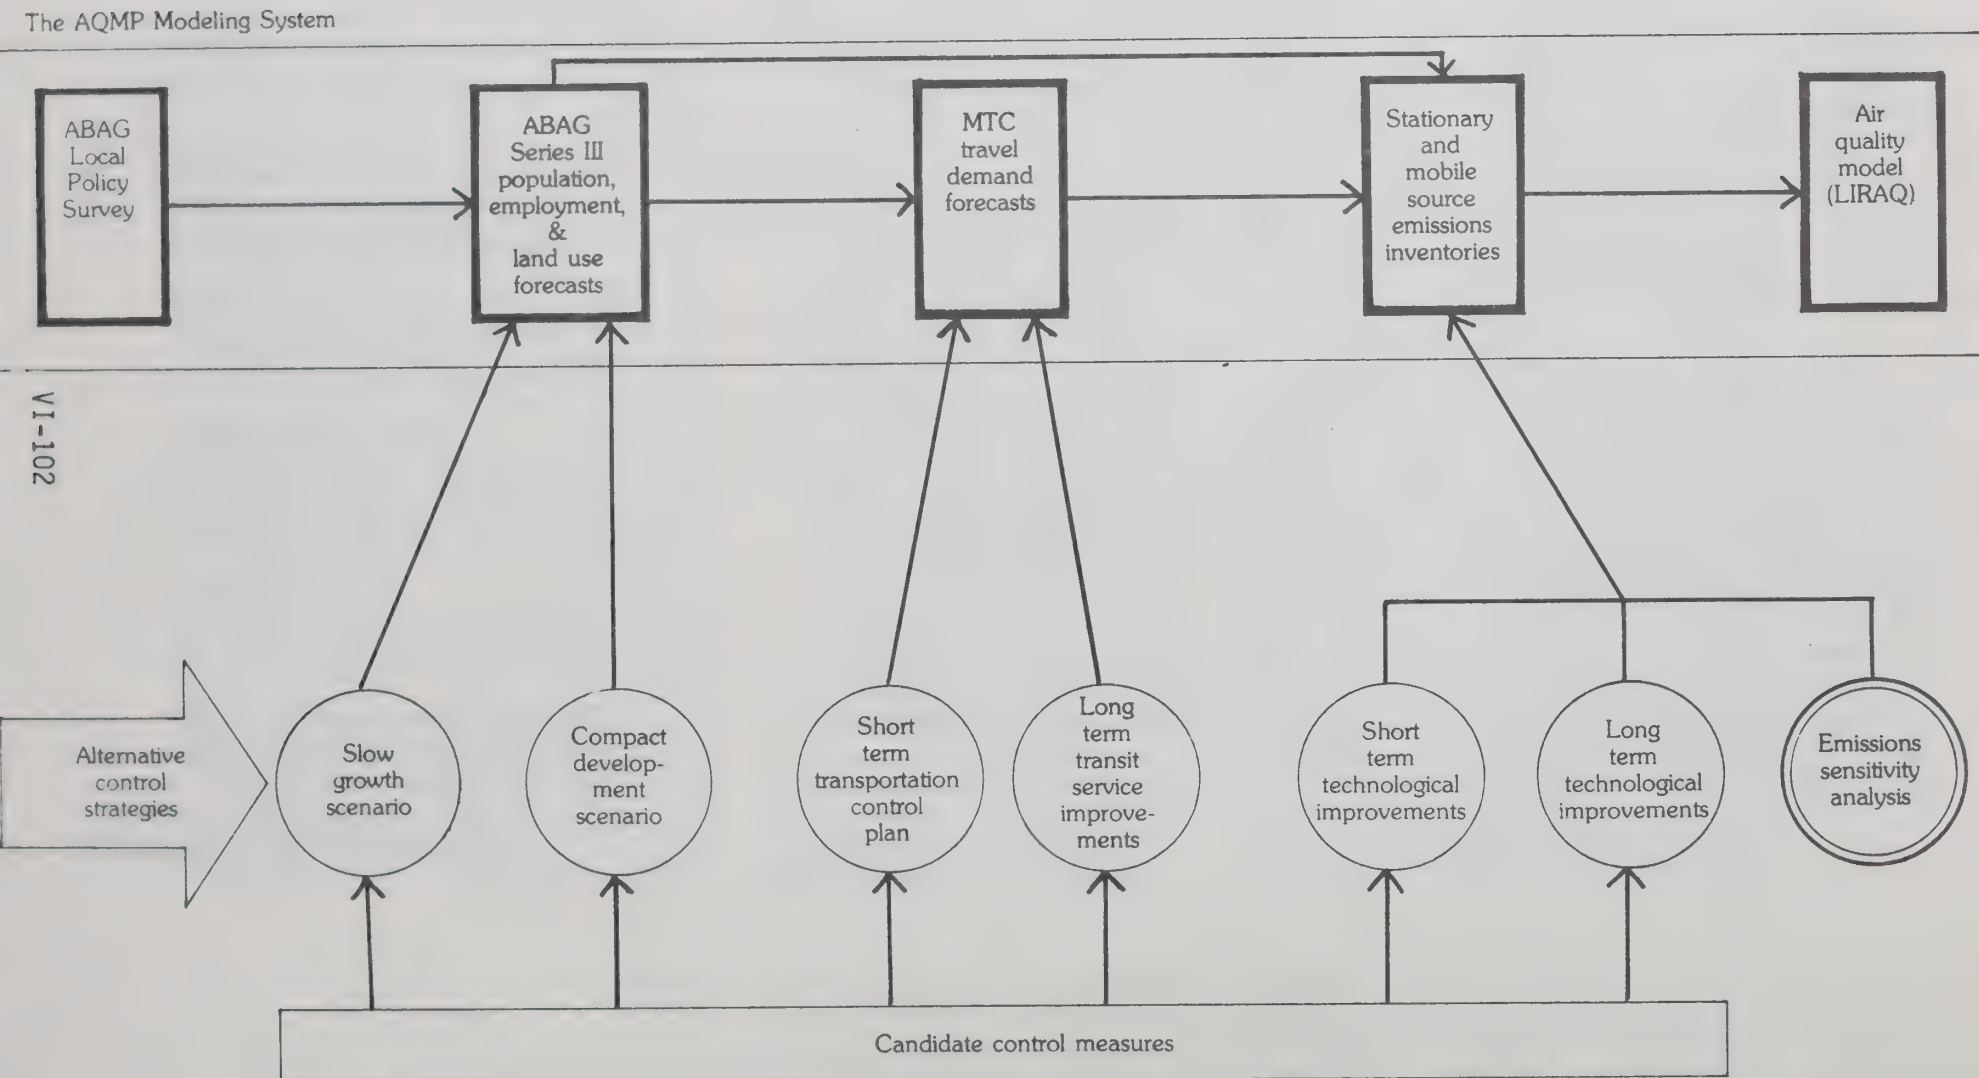 The AQMP Modeling System
ABAG
Local
Policy
Survey
ABAG
Series III
population,
employment,
&
land use
forecasts
MTC
travel
demand
forecasts
Stationary
and
mobile
source
emissions
inventories
Air
quality
model
(LIRAQ)
VI-102
Alternative
control
strategies
Slow
growth
scenario
Compact
develop-
ment
scenario
Short
term
transportation
control
plan
Long
term
transit
service
improve-
ments
Short
term
technological
improvements
Long
term
technological
improvements
Emissions
sensitivity
analysis
Candidate control measures